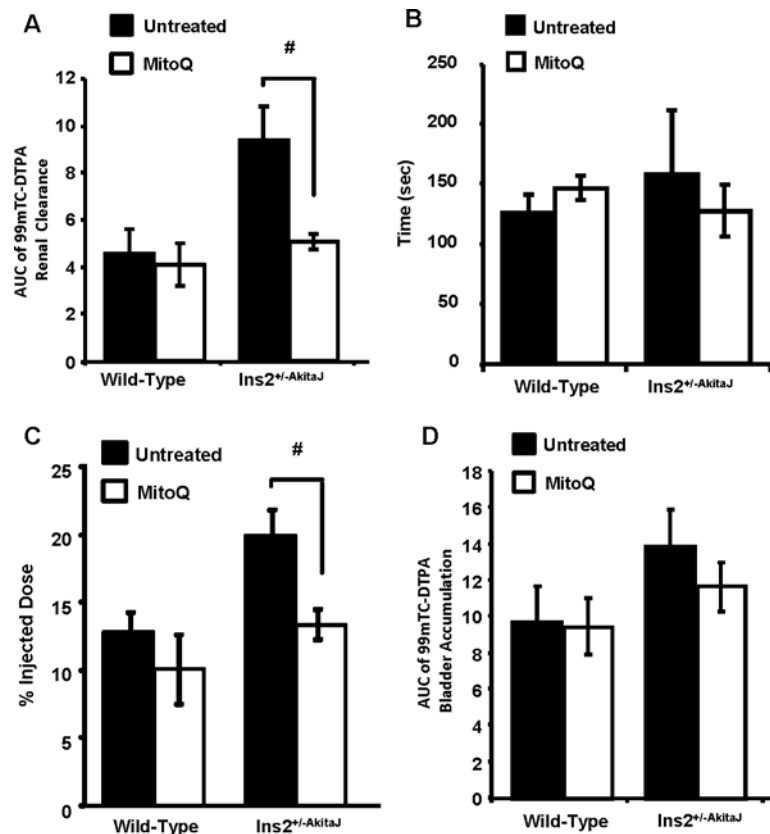 A
Untreated
MitoQ
#
12
10
8
6
4
2
0
AUC of 99mTC-DTPA
Renal Clearance
Wild-Type
Ins2+/-AkitaJ
B
Untreated
MitoQ
250
200
150
100
50
0
Time (sec)
Wild-Type
Ins2+/-AkitaJ
C
Untreated
MitoQ
#
25
20
15
10
5
0
% Injected Dose
Wild-Type
Ins2+/-AkitaJ
D
Untreated
MitoQ
18
16
14
12
10
8
6
4
2
0
AUC of 99mTC-DTPA
Bladder Accumulation
Wild-Type
Ins2+/-AkitaJ